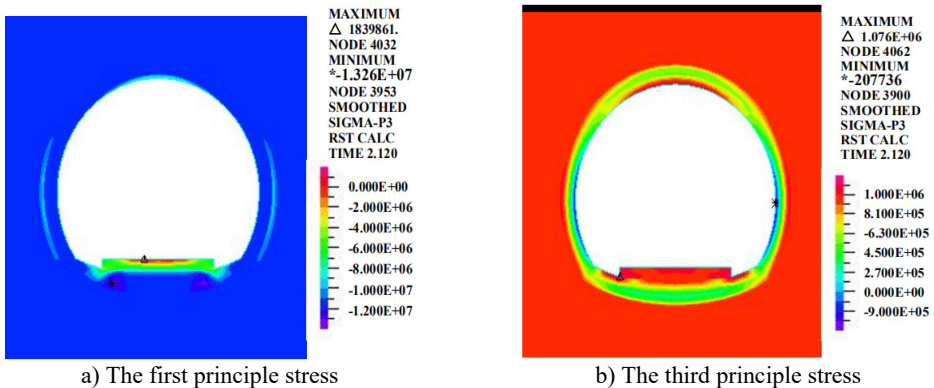 MAXIMUM
△ 1839861.
NODE 4032
MINIMUM
*-1.326E+07
NODE 3953
SMOOTHED
SIGMA-P3
RST CALC
TIME 2.120
0.000E+00
-2.000E+06
-2.000E+06
-6.000E+06
-6.000E+06
-8.000E+06
-1.000E+07
-1.200E+07
a) The first principle stress
MAXIMUM
△ 1.076E+06
NODE 4062
MINIMUM
*-207736
NODE 3900
SMOOTHED
SIGMA-P3
RST CALC
TIME 2.120
1.000E+06
8.100E+05
-6.300E+05
4.500E+05
2.700E+05
0.000E+00
-9.000E+05
b) The third principle stress